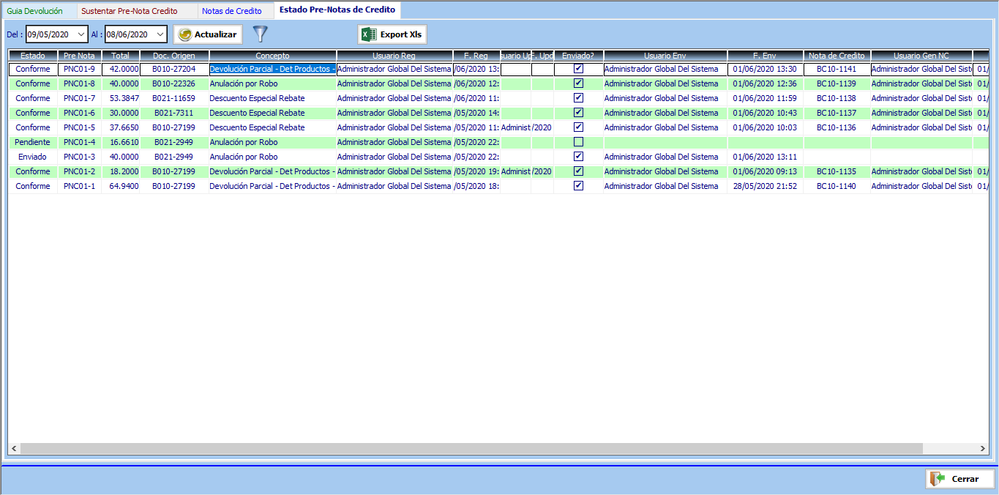 Guia Devolución Sustentar Pre-Nota Credito Notas de Credito Estado Pre-Notas de Credito
Del : 09/05/2020 Al : 08/06/2020 Actualizar Export Xls
Estado Pre Nota Total Doc. Origen Concepto Usuario Reg F. Reg suario Up F. Upd Enviado? Usuario Env F. Env Nota de Credito Usuario Gen NC
Conforme PNC01-9 42.0000 B010-27204 Devolución Parcial - Det Productos - Administrador Global Del Sistema /06/2020 13: Administrador Global Del Sistema 01/06/2020 13:30 BC10-1141 Administrador Global Del Sist 01/
Conforme PNC01-8 40.0000 B010-22326 Anulación por Robo Administrador Global Del Sistema /06/2020 12: Administrador Global Del Sistema 01/06/2020 12:36 BC10-1139 Administrador Global Del Sist 01/
Conforme PNC01-7 53.3847 B021-11659 Descuento Especial Rebate Administrador Global Del Sistema /06/2020 11: Administrador Global Del Sistema 01/06/2020 11:59 BC10-1138 Administrador Global Del Sist 01/
Conforme PNC01-6 30.0000 B021-7311 Descuento Especial Rebate Administrador Global Del Sistema /05/2020 14: Administrador Global Del Sistema 01/06/2020 10:43 BC10-1137 Administrador Global Del Sist 01/
Conforme PNC01-5 37.6650 B010-27199 Descuento Especial Rebate Administrador Global Del Sistema /05/2020 11: Administ /2020 Administrador Global Del Sistema 01/06/2020 10:03 BC10-1136 Administrador Global Del Sist 01/
Pendiente PNC01-4 16.6610 B021-2949 Anulación por Robo Administrador Global Del Sistema /05/2020 22:
Enviado PNC01-3 40.0000 B021-2949 Anulación por Robo Administrador Global Del Sistema /05/2020 22: Administrador Global Del Sistema 01/06/2020 13:11
Conforme PNC01-2 18.2000 B010-27199 Devolución Parcial - Det Productos - Administrador Global Del Sistema /05/2020 19: Administ /2020 Administrador Global Del Sistema 01/06/2020 09:13 BC10-1135 Administrador Global Del Sist 01/
Conforme PNC01-1 64.9400 B010-27199 Devolución Parcial - Det Productos - Administrador Global Del Sistema /05/2020 18: Administrador Global Del Sistema 28/05/2020 21:52 BC10-1140 Administrador Global Del Sist 01/
Cerrar